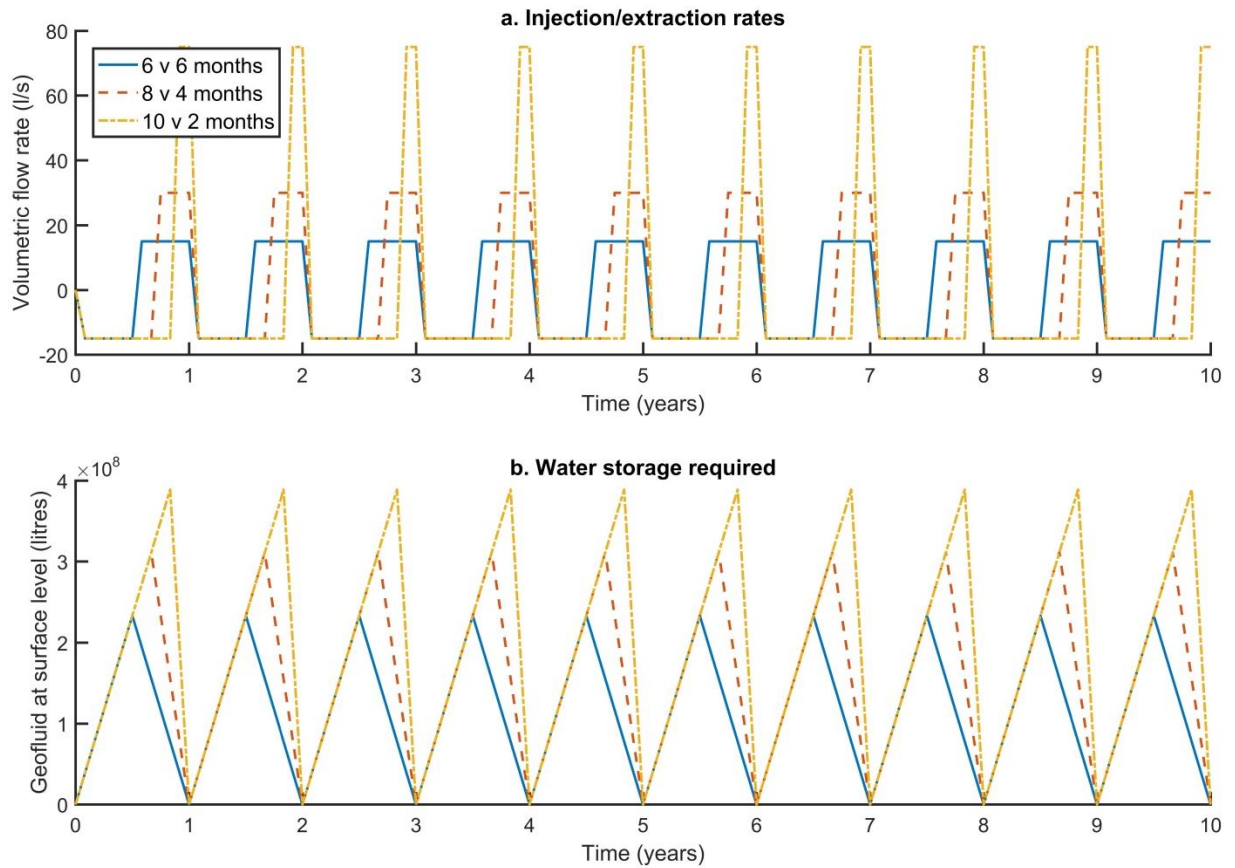 a. Injection/extraction rates
80
60
40
20
0
-20
Volumetric flow rate (l/s)
6 v 6 months
8 v 4 months
10 v 2 months
0 1 2 3 4 5 6 7 8 9 10
Time (years)
b. Water storage required
×10⁸
4
3
2
1
0
Geofluid at surface level (litres)
0 1 2 3 4 5 6 7 8 9 10
Time (years)